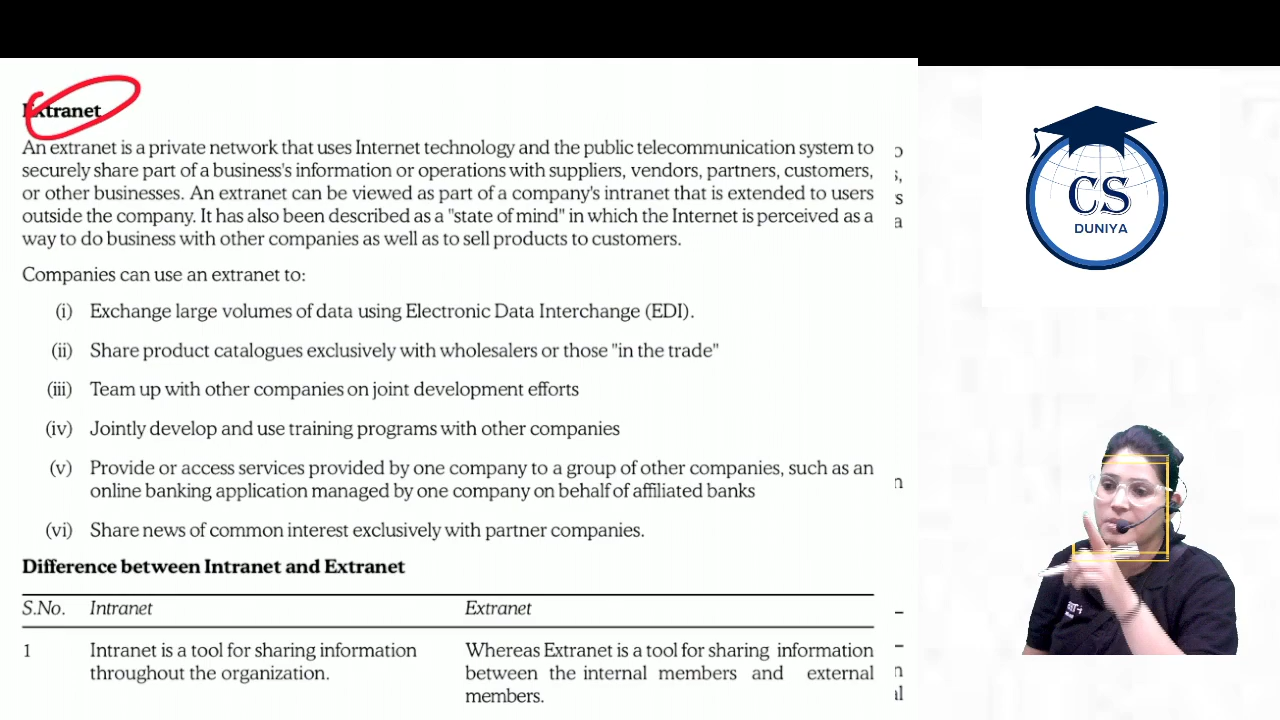 Extranet
An extranet is a private network that uses Internet technology and the public telecommunication system to
securely share part of a business's information or operations with suppliers, vendors, partners, customers,
or other businesses. An extranet can be viewed as part of a company's intranet that is extended to users
outside the company. It has also been described as a "state of mind" in which the Internet is perceived as a
way to do business with other companies as well as to sell products to customers.
Companies can use an extranet to:
(i) Exchange large volumes of data using Electronic Data Interchange (EDI).
(ii) Share product catalogues exclusively with wholesalers or those "in the trade"
(iii) Team up with other companies on joint development efforts
(iv) Jointly develop and use training programs with other companies
(v) Provide or access services provided by one company to a group of other companies, such as an
online banking application managed by one company on behalf of affiliated banks
(vi) Share news of common interest exclusively with partner companies.
Difference between Intranet and Extranet
S.No. Intranet Extranet
1 Intranet is a tool for sharing information Whereas Extranet is a tool for sharing information
throughout the organization. between the internal members and external
members.
CS
DUNIYA